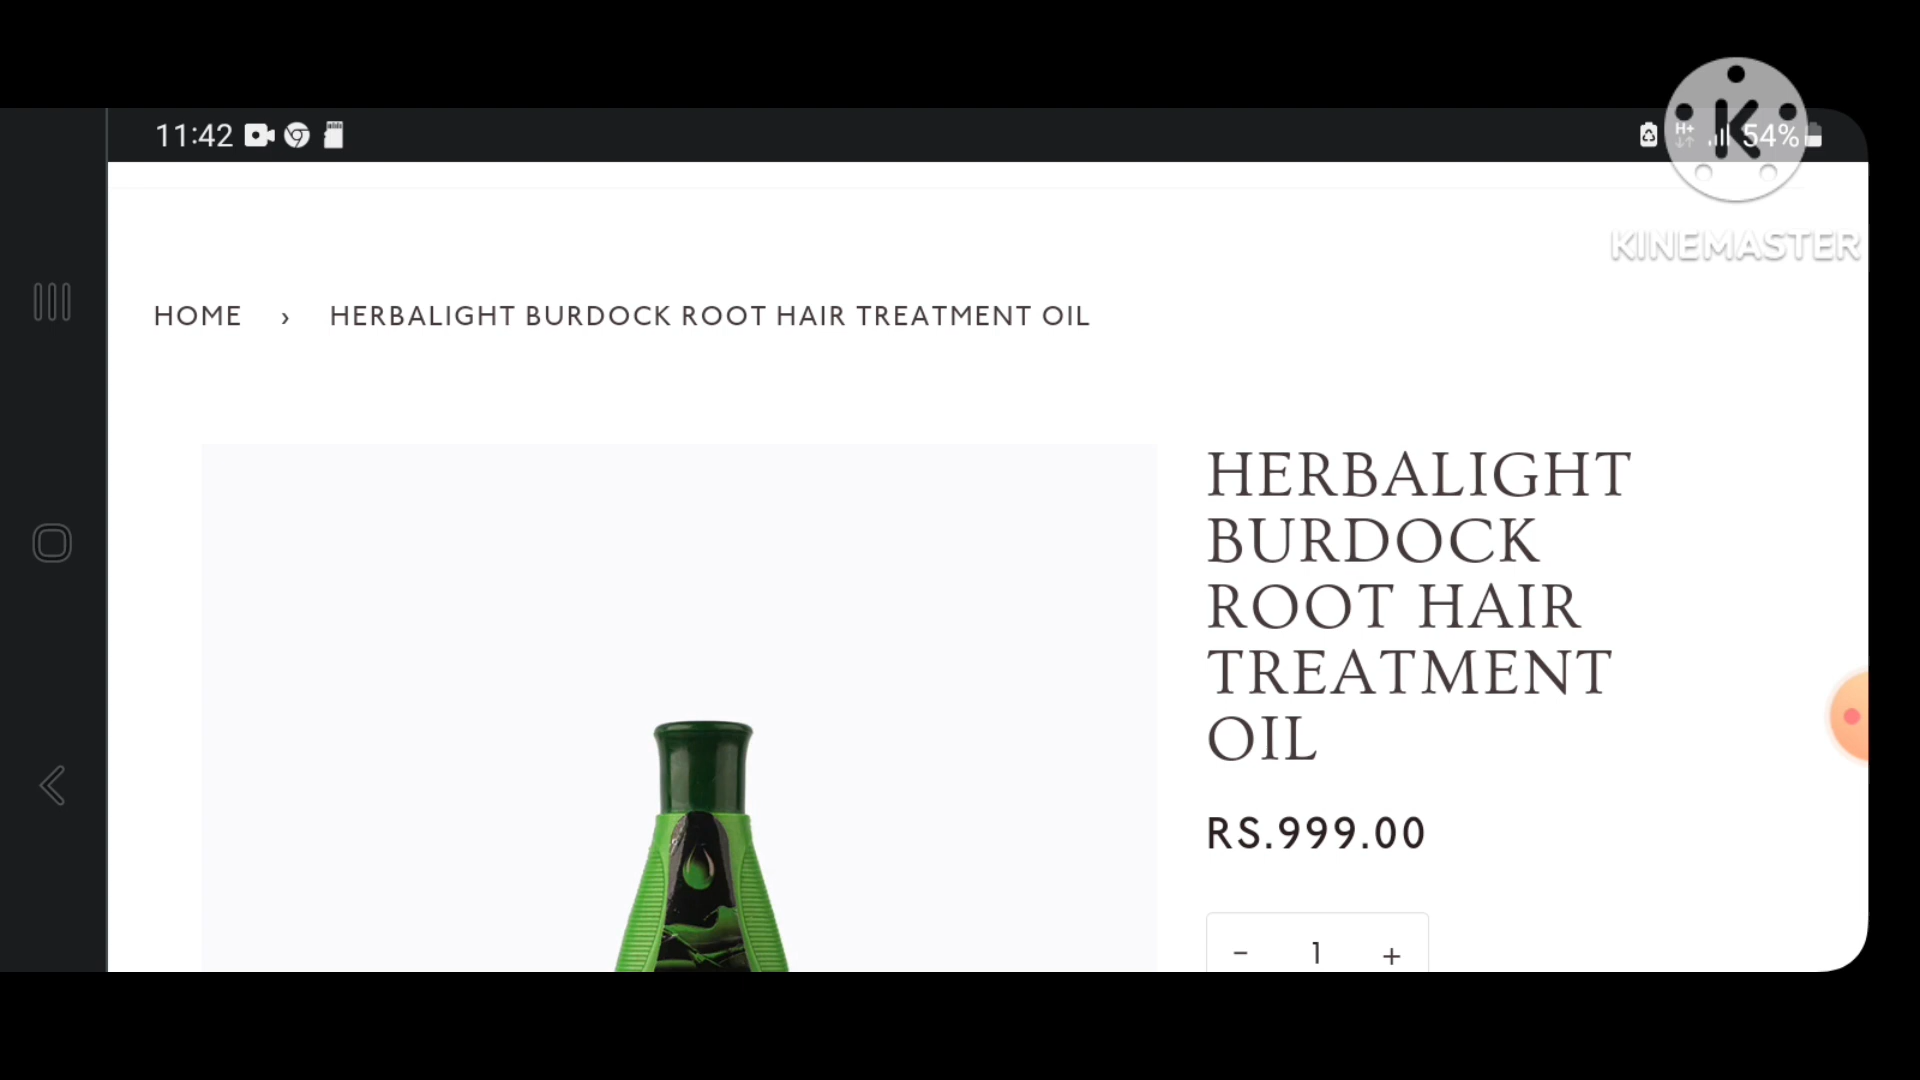 11:42
H+
54%
K
KINEMASTER
HOME › HERBALIGHT BURDOCK ROOT HAIR TREATMENT OIL
HERBALIGHT
BURDOCK
ROOT HAIR
TREATMENT
OIL
RS.999.00
- 1 +